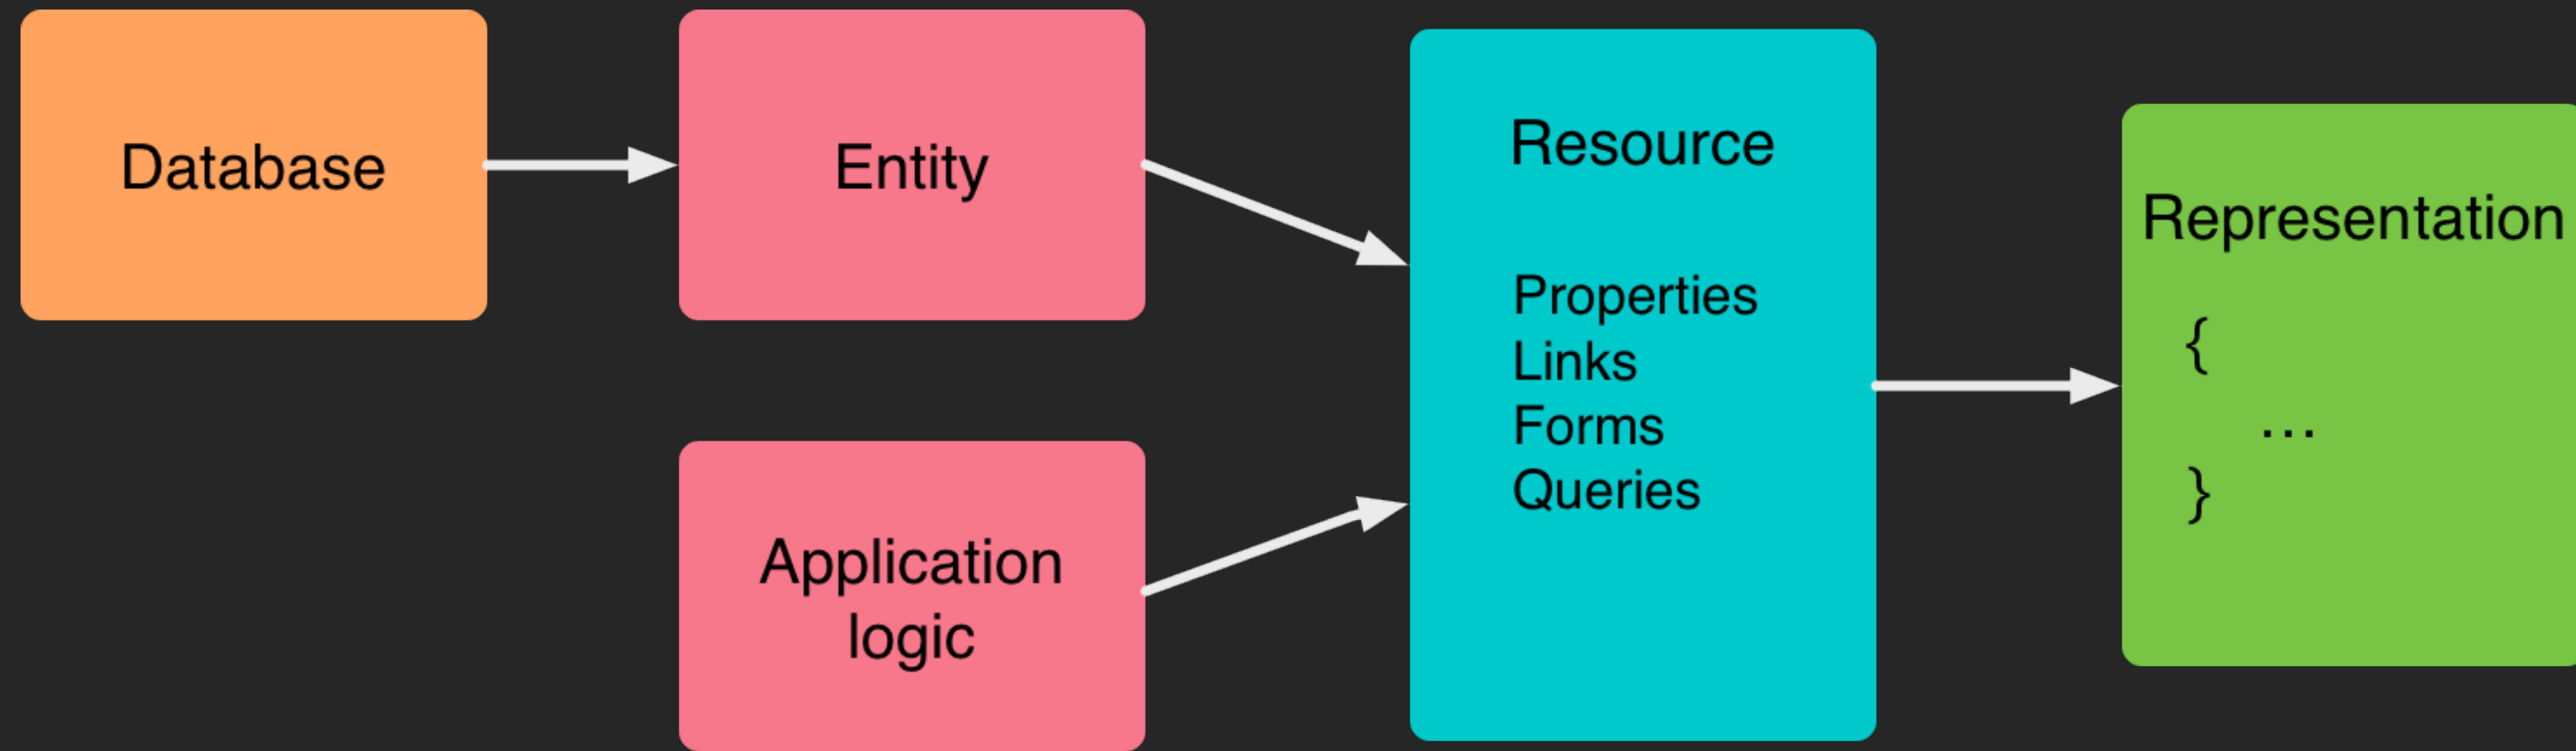 Database
Entity
Application
logic
Resource
Properties
Links
Forms
Queries
Representation
{
...
}